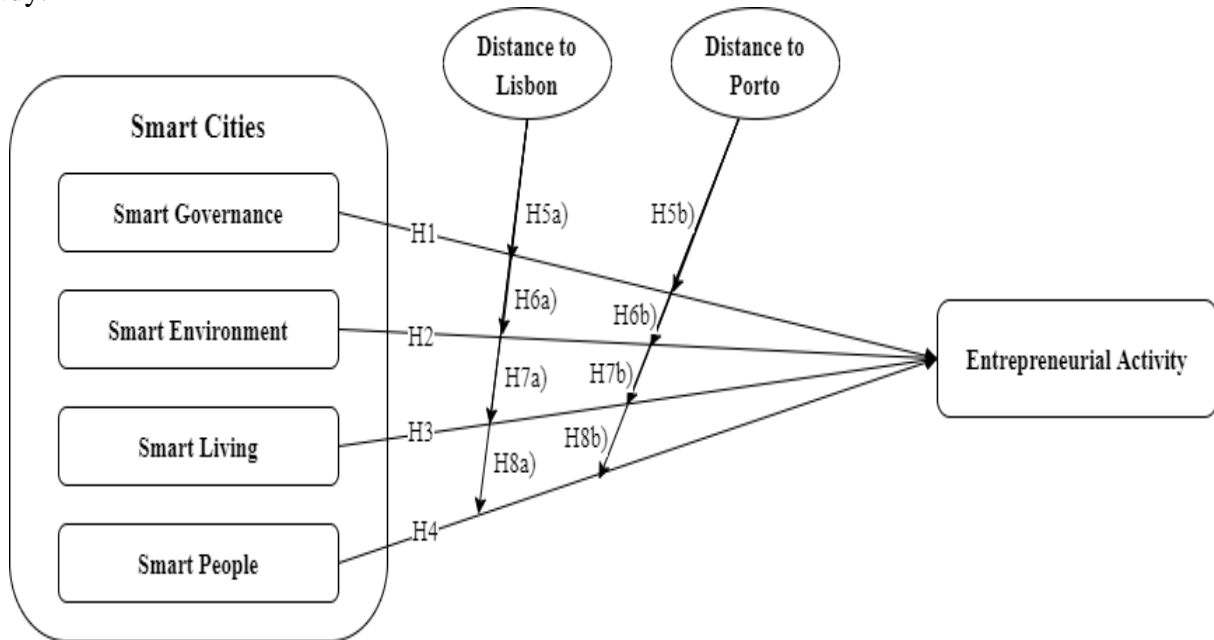 Distance to
Lisbon
Distance to
Porto
Smart Cities
Smart Governance
Smart Environment
Smart Living
Smart People
H1
H2
H3
H4
H5a)
H5b)
H6a)
H6b)
H7a)
H7b)
H8a)
H8b)
Entrepreneurial Activity